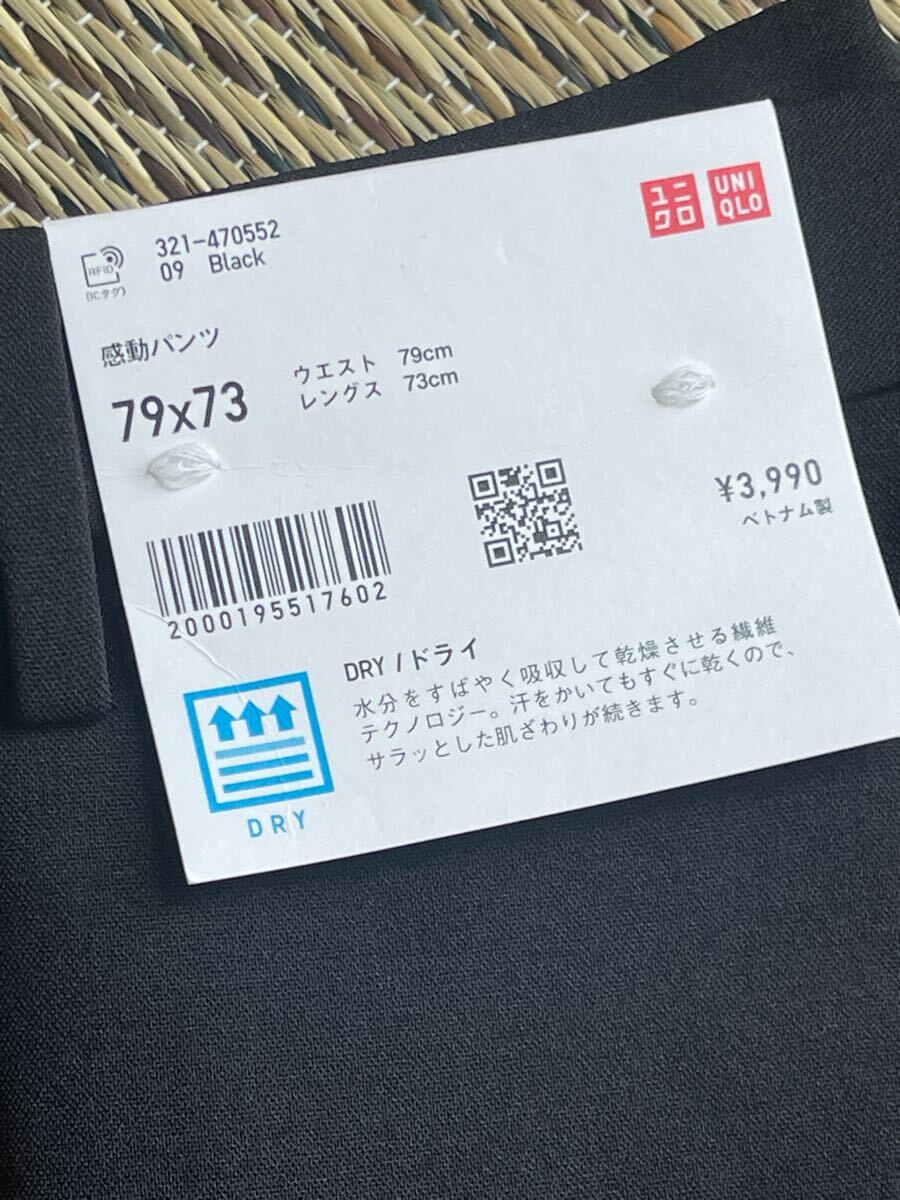 ユニ
クロ
UNI
QLO
RFID
(ICタグ)
321-470552
09 Black
感動パンツ
79x73
ウエスト 79cm
レングス 73cm
¥3,990
ベトナム製
2000195517602
DRY / ドライ
水分をすばやく吸収して乾燥させる繊維
テクノロジー。汗をかいてもすぐに乾くので、
サラッとした肌ざわりが続きます。
DRY